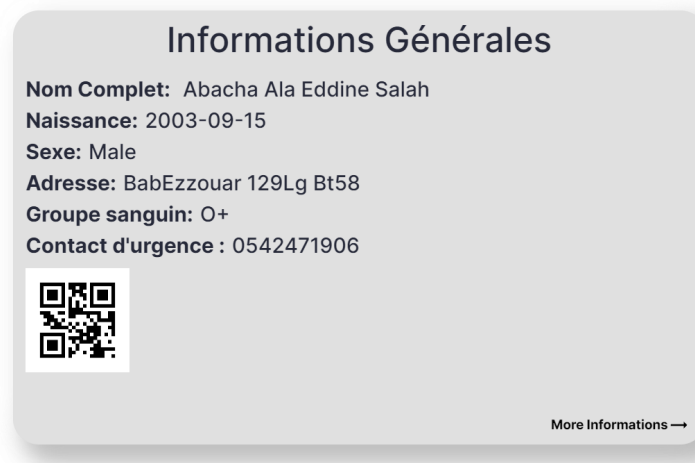 Informations Générales
Nom Complet: Abacha Ala Eddine Salah
Naissance: 2003-09-15
Sexe: Male
Adresse: BabEzzouar 129Lg Bt58
Groupe sanguin: O+
Contact d'urgence : 0542471906
More Informations →